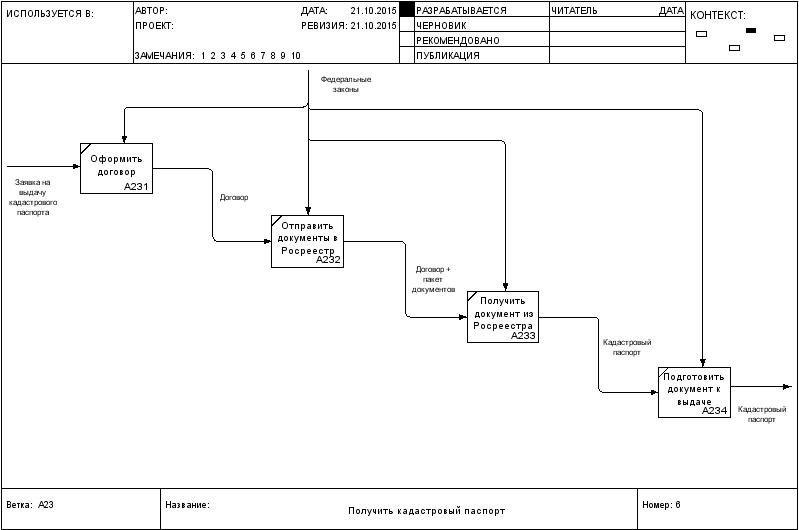 ИСПОЛЬЗУЕТСЯ В:
АВТОР:
ДАТА: 21.10.2015
ПРОЕКТ:
РЕВИЗИЯ: 21.10.2015
ЗАМЕЧАНИЯ: 1 2 3 4 5 6 7 8 9 10
РАЗРАБАТЫВАЕТСЯ
ЧЕРНОВИК
РЕКОМЕНДОВАНО
ПУБЛИКАЦИЯ
ЧИТАТЕЛЬ
ДАТА
КОНТЕКСТ:
Федеральные
законы
Оформить
договор
A231
Заявка на
выдачу
кадастрового
паспорта
Договор
Отправить
документы в
Росреестр
A232
Договор +
пакет
документов
Получить
документ из
Росреестра
A233
Кадастровый
паспорт
Подготовить
документ к
выдаче
A234
Кадастровый
паспорт
Ветка: A23
Название:
Получить кадастровый паспорт
Номер: 6